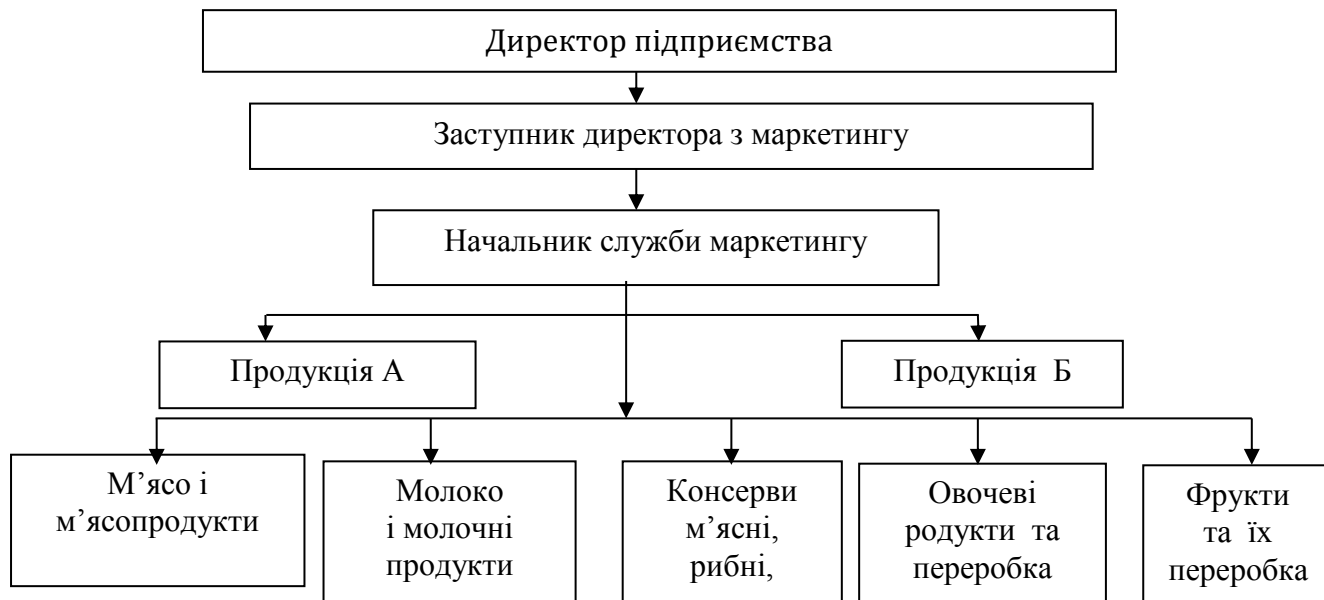 Директор підприємства
Заступник директора з маркетингу
Начальник служби маркетингу
Продукція А
Продукція Б
М’ясо і
м’ясопродукти
Молоко
і молочні
продукти
Консерви
м’ясні,
рибні,
Овочеві
родукти та
переробка
Фрукти
та їх
переробка